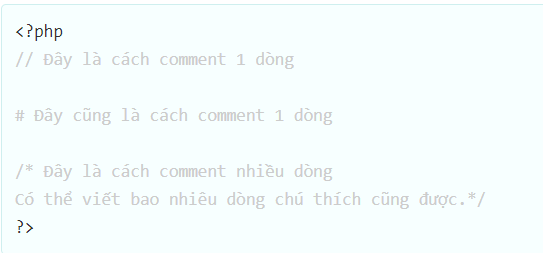 <?php
// Đây là cách comment 1 dòng
# Đây cũng là cách comment 1 dòng
/* Đây là cách comment nhiều dòng
Có thể viết bao nhiêu dòng chú thích cũng được.*/
?>